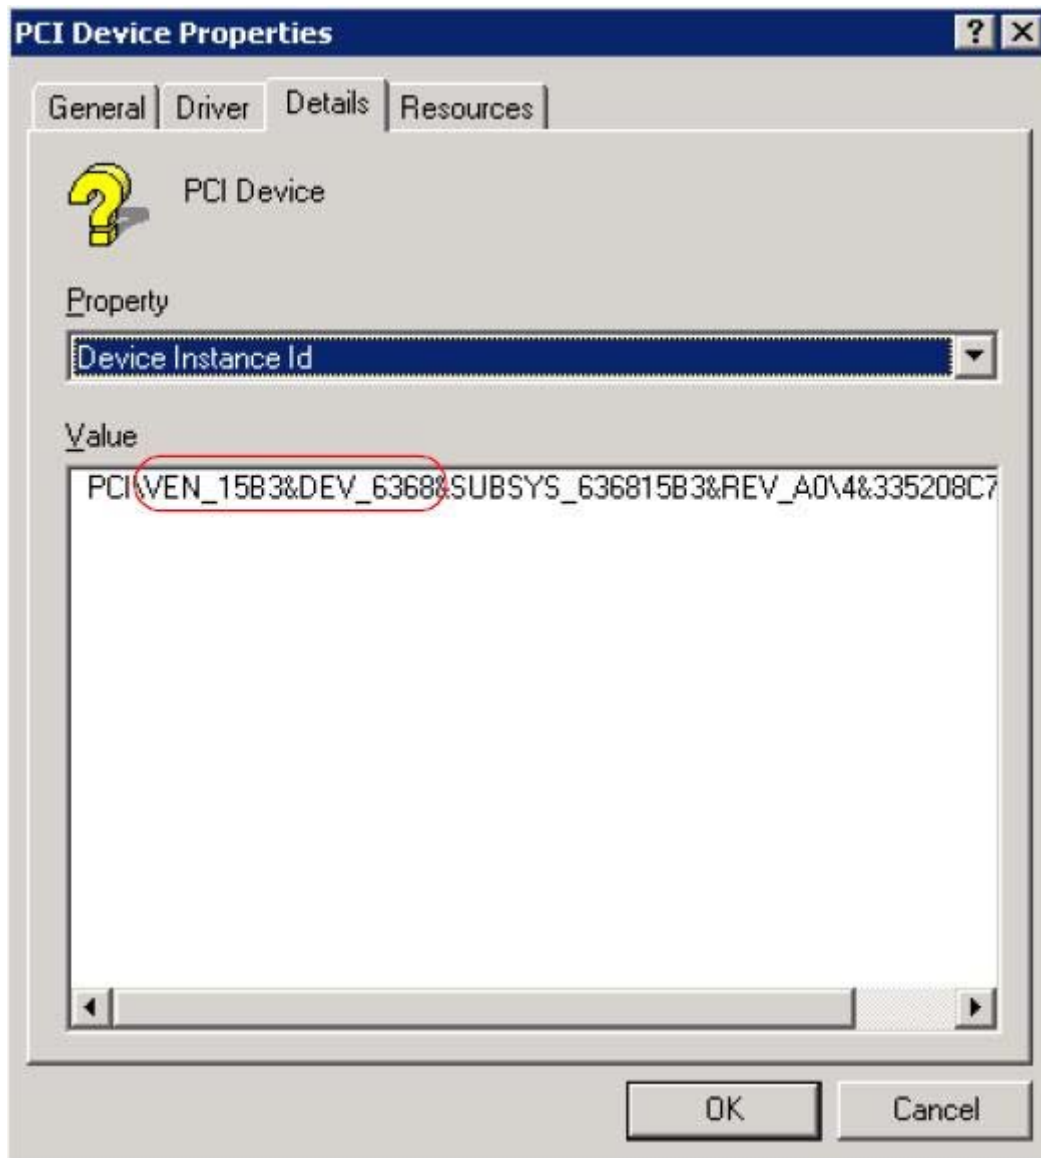 PCI Device Properties
General Driver Details Resources
PCI Device
Property
Device Instance Id
Value
PCI\VEN_15B3&DEV_6368&SUBSYS_636815B3&REV_A0\4&335208C7
OK Cancel